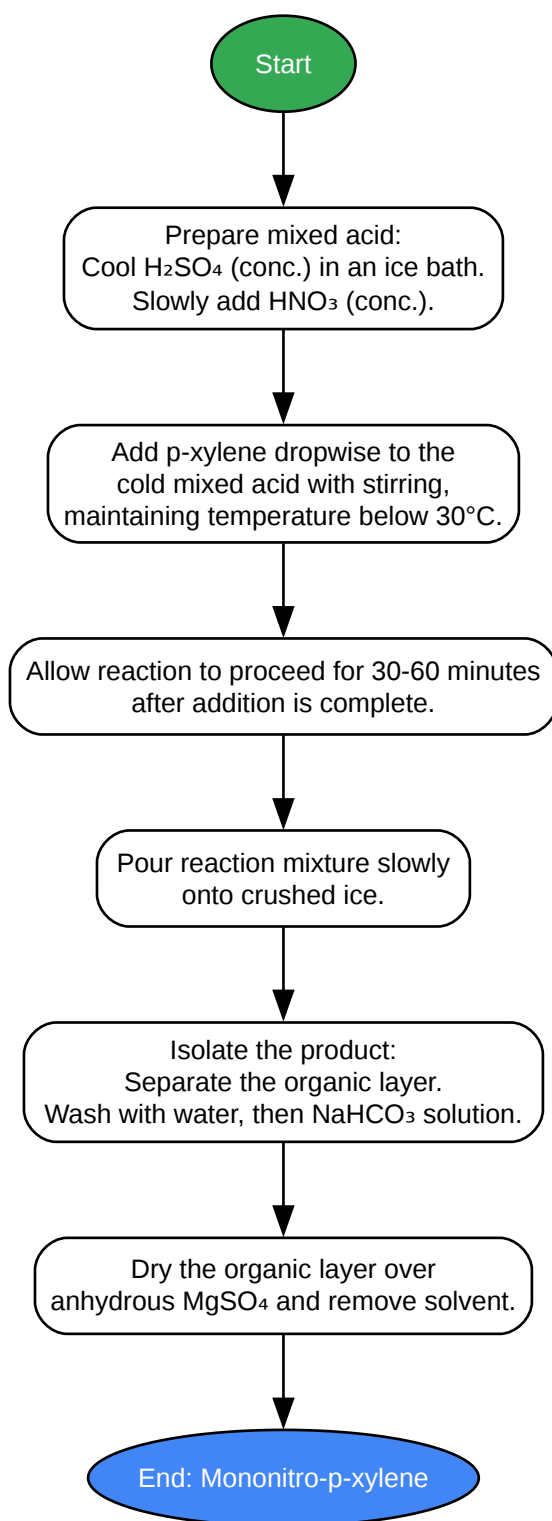 Start
Prepare mixed acid:
Cool H₂SO₄ (conc.) in an ice bath.
Slowly add HNO₃ (conc.).
Add p-xylene dropwise to the
cold mixed acid with stirring,
maintaining temperature below 30°C.
Allow reaction to proceed for 30-60 minutes
after addition is complete.
Pour reaction mixture slowly
onto crushed ice.
Isolate the product:
Separate the organic layer.
Wash with water, then NaHCO₃ solution.
Dry the organic layer over
anhydrous MgSO₄ and remove solvent.
End: Mononitro-p-xylene